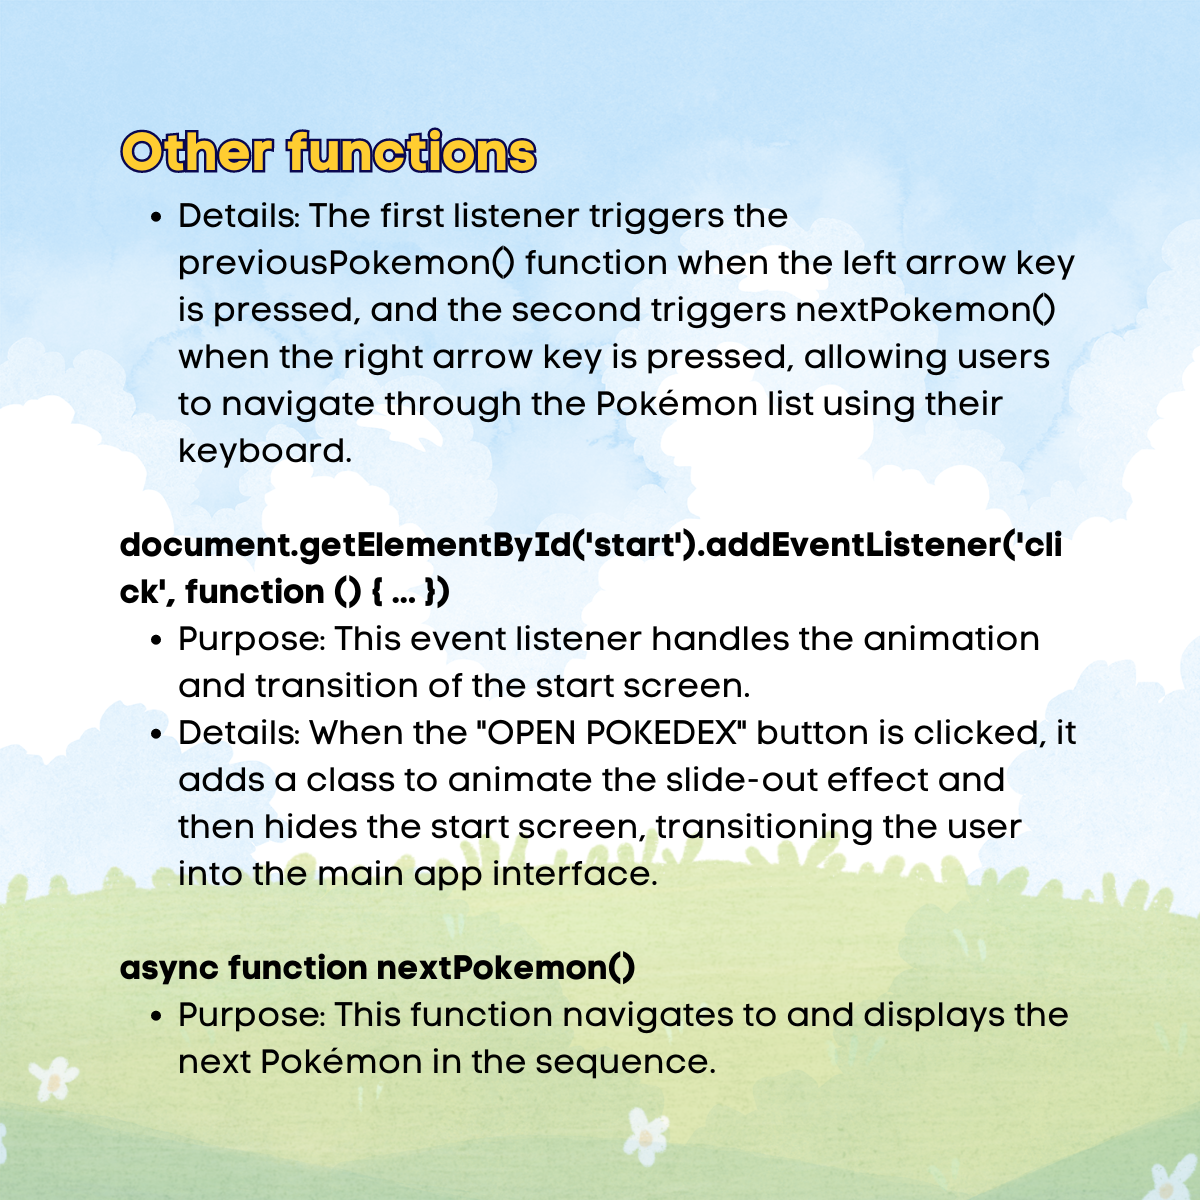 Other functions
• Details: The first listener triggers the
previousPokemon() function when the left arrow key
is pressed, and the second triggers nextPokemon()
when the right arrow key is pressed, allowing users
to navigate through the Pokémon list using their
keyboard.
document.getElementById('start').addEventListener('cli
ck', function () { ... })
• Purpose: This event listener handles the animation
and transition of the start screen.
• Details: When the "OPEN POKEDEX" button is clicked, it
adds a class to animate the slide-out effect and
then hides the start screen, transitioning the user
into the main app interface.
async function nextPokemon()
• Purpose: This function navigates to and displays the
next Pokémon in the sequence.